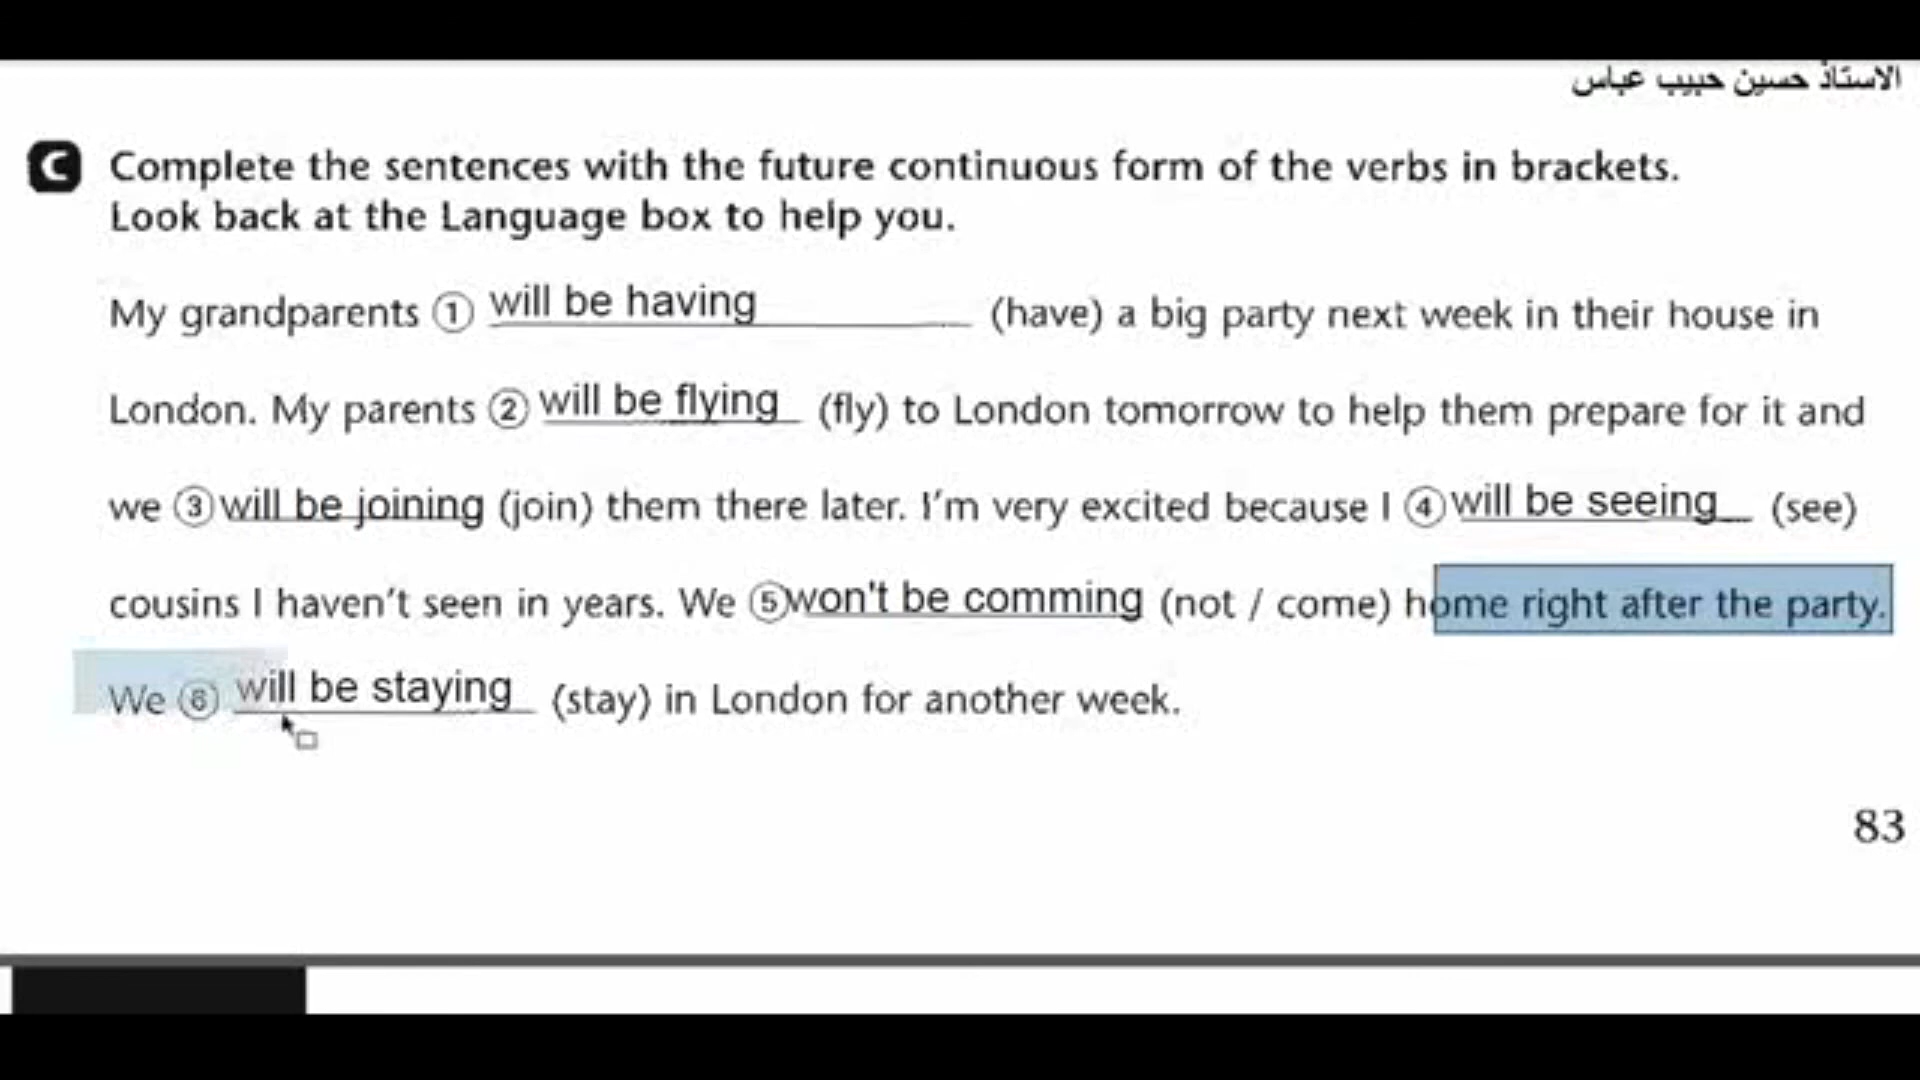 الاستاذ حسين حبيب عباس
C Complete the sentences with the future continuous form of the verbs in brackets.
Look back at the Language box to help you.
My grandparents ① will be having (have) a big party next week in their house in
London. My parents ② will be flying (fly) to London tomorrow to help them prepare for it and
we ③ will be joining (join) them there later. I'm very excited because I ④ will be seeing (see)
cousins I haven't seen in years. We ⑤ won't be comming (not / come) home right after the party.
We ⑥ will be staying (stay) in London for another week.
83